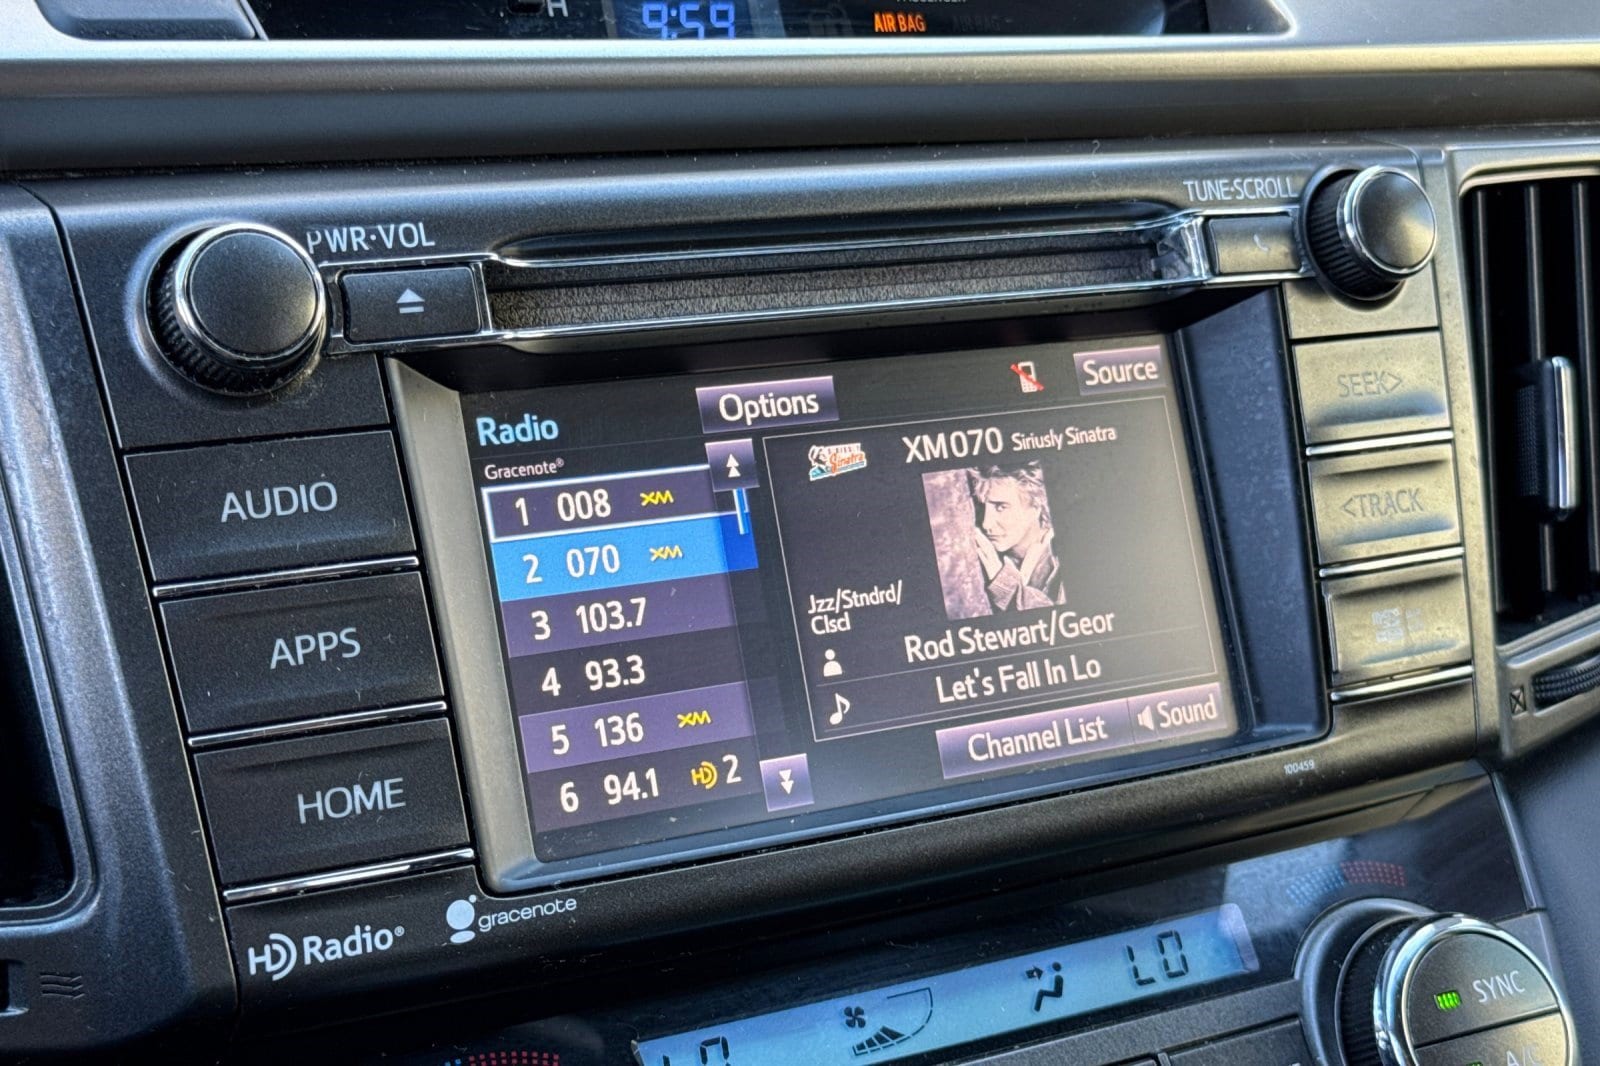 H
9:59
AIR BAG
PWR·VOL
TUNE·SCROLL
AUDIO
APPS
HOME
SEEK>
<TRACK
Radio
Options
Source
Gracenote®
1 008 XM
2 070 XM
3 103.7
4 93.3
5 136 XM
6 94.1 HD 2
Sinatra
XM070 Siriusly Sinatra
Jzz/Stndrd/
Clscl
Rod Stewart/Geor
Let's Fall In Lo
Channel List
Sound
100459
HD Radio®
gracenote
LO
LO
SYNC
A/C